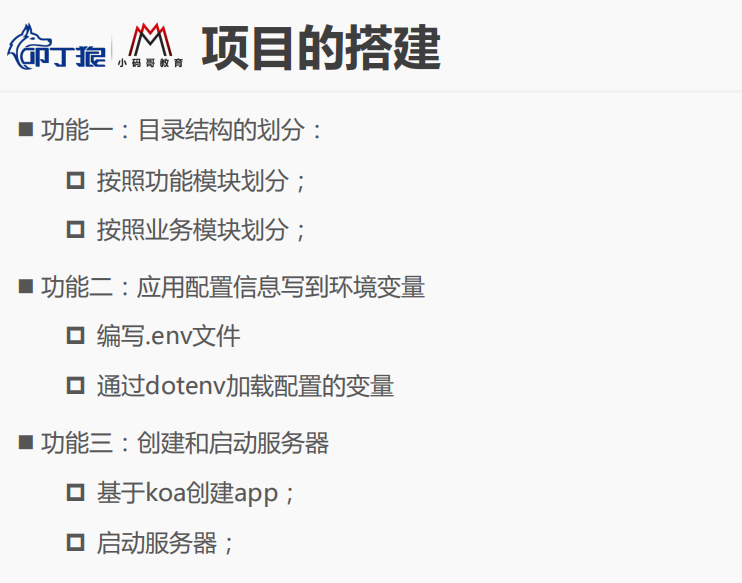 叩丁狼
小码哥教育
项目的搭建
功能一：目录结构的划分：
按照功能模块划分；
按照业务模块划分；
功能二：应用配置信息写到环境变量
编写.env文件
通过dotenv加载配置的变量
功能三：创建和启动服务器
基于koa创建app；
启动服务器；